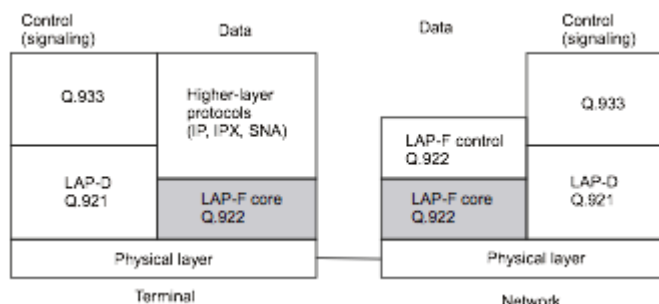 Control
(signaling)
Data
Data
Control
(signaling)
Q.933
Higher-layer
protocols
(IP, IPX, SNA)
LAP-F control
Q.922
Q.933
LAP-D
Q.921
LAP-F core
Q.922
LAP-F core
Q.922
LAP-D
Q.921
Physical layer
Physical layer
Terminal
Network